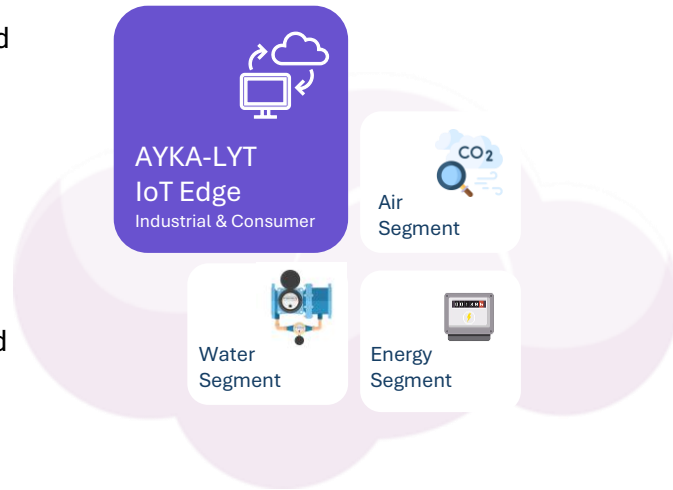 d
AYKA-LYT
IoT Edge
Industrial & Consumer
CO2
Air
Segment
d
Water
Segment
Energy
Segment